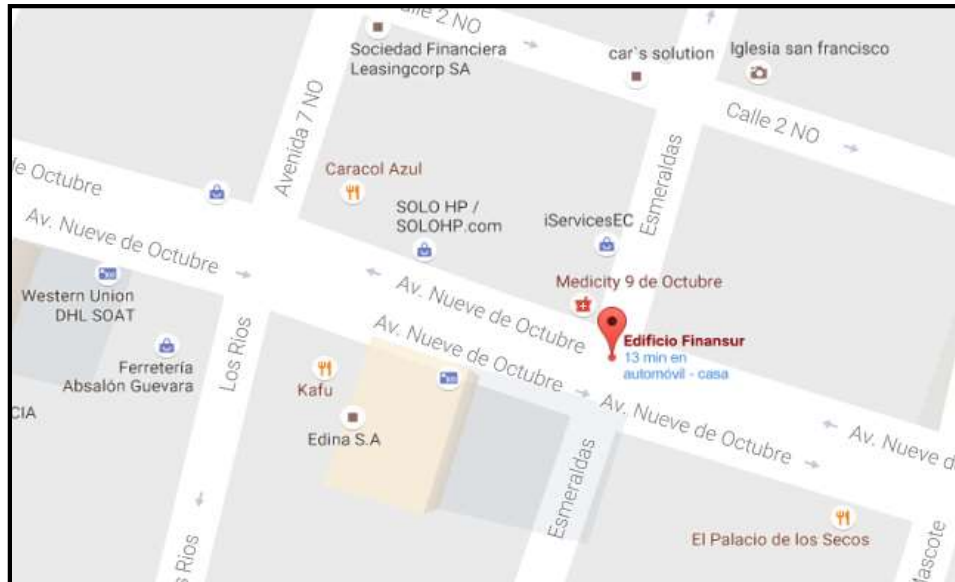 Calle 2 NO
Sociedad Financiera
Leasingcorp SA
car`s solution
Iglesia san francisco
Calle 2 NO
Avenida 7 NO
Esmeraldas
de Octubre
Caracol Azul
SOLO HP /
SOLOHP.com
iServicesEC
Av. Nueve de Octubre
Medicity 9 de Octubre
Av. Nueve de Octubre
Western Union
DHL SOAT
Edificio Finansur
13 min en
automóvil - casa
Av. Nueve de Octubre
Los Rios
Ferretería
Absalón Guevara
Kafu
CIA
Edina S.A
Av. Nueve de Octubre
Av. Nueve de
Esmeraldas
El Palacio de los Secos
os Rios
Mascote